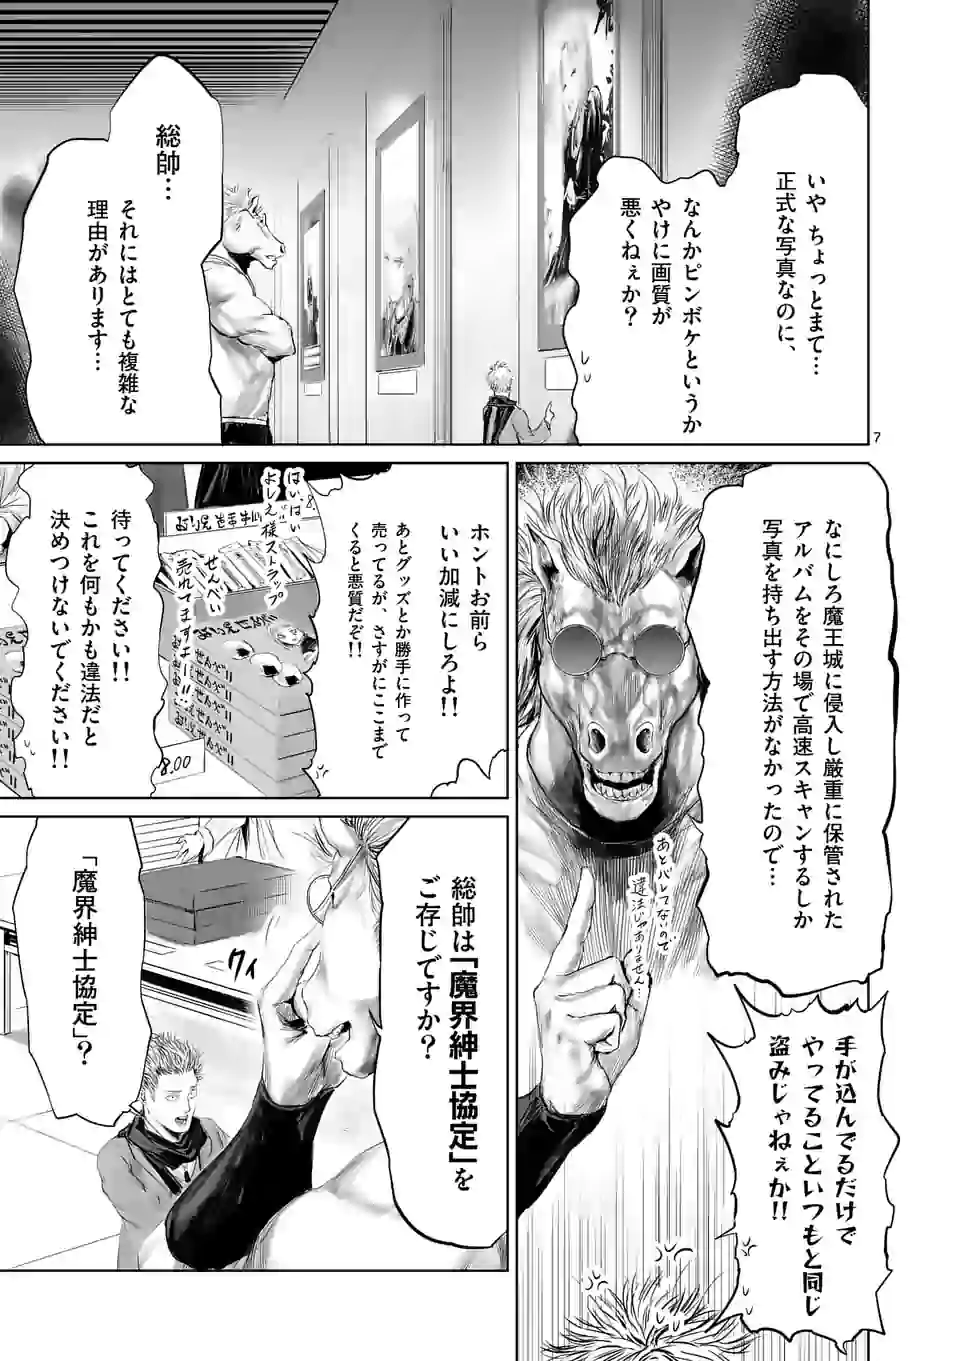 いや ちょっとまて…
正式な写真なのに、
なんかピンボケというか
やけに画質が
悪くねぇか？
総帥…
それにはとても複雑な
理由があります…
7
なにしろ魔王城に侵入し厳重に保管された
アルバムをその場で高速スキャンするしか
写真を持ち出す方法がなかったので…
あとバレてないので
違法じゃありません…
手が込んでるだけで
やってることいつもと同じ
盗みじゃねぇか!!
ホントお前ら
いい加減にしろよ!!
あとグッズとか勝手に作って
売ってるが、さすがにここまで
くると悪質だぞ!!
はいはい
よしえ様ストラップ
せんべい
売れてますよー!!
8.00
待ってください!!
これを何もかも違法だと
決めつけないでください!!
総帥は「魔界紳士協定」を
ご存じですか？
クイ
「魔界紳士協定」？